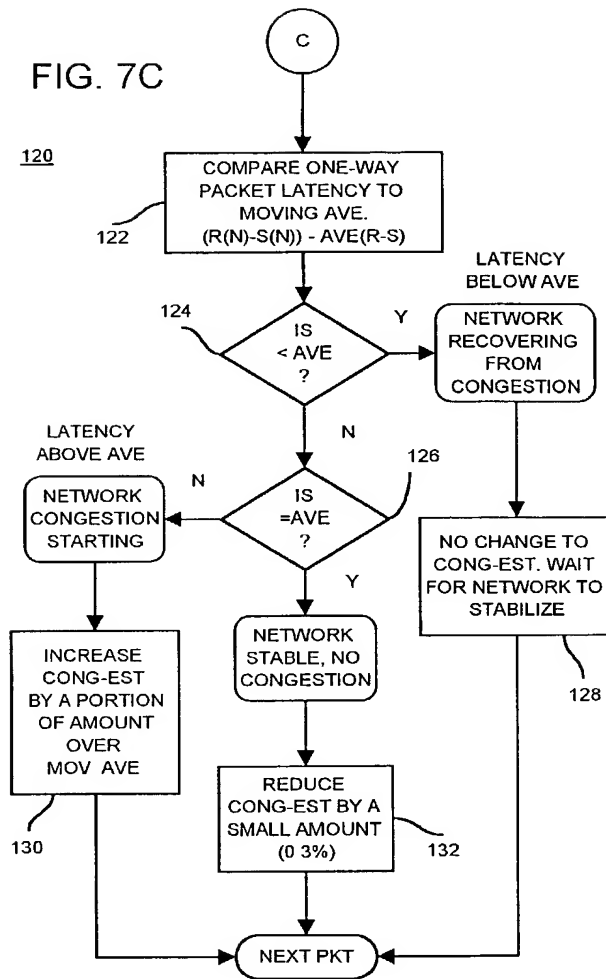 C
FIG. 7C
120
COMPARE ONE-WAY
PACKET LATENCY TO
MOVING AVE.
(R(N)-S(N)) - AVE(R-S)
122
LATENCY
BELOW AVE
124
IS
< AVE
?
Y
NETWORK
RECOVERING
FROM
CONGESTION
N
LATENCY
ABOVE AVE
126
N
NETWORK
CONGESTION
STARTING
IS
=AVE
?
Y
NO CHANGE TO
CONG-EST. WAIT
FOR NETWORK TO
STABILIZE
128
NETWORK
STABLE, NO
CONGESTION
INCREASE
CONG-EST
BY A PORTION
OF AMOUNT
OVER
MOV AVE
130
REDUCE
CONG-EST BY A
SMALL AMOUNT
(0 3%)
132
NEXT PKT